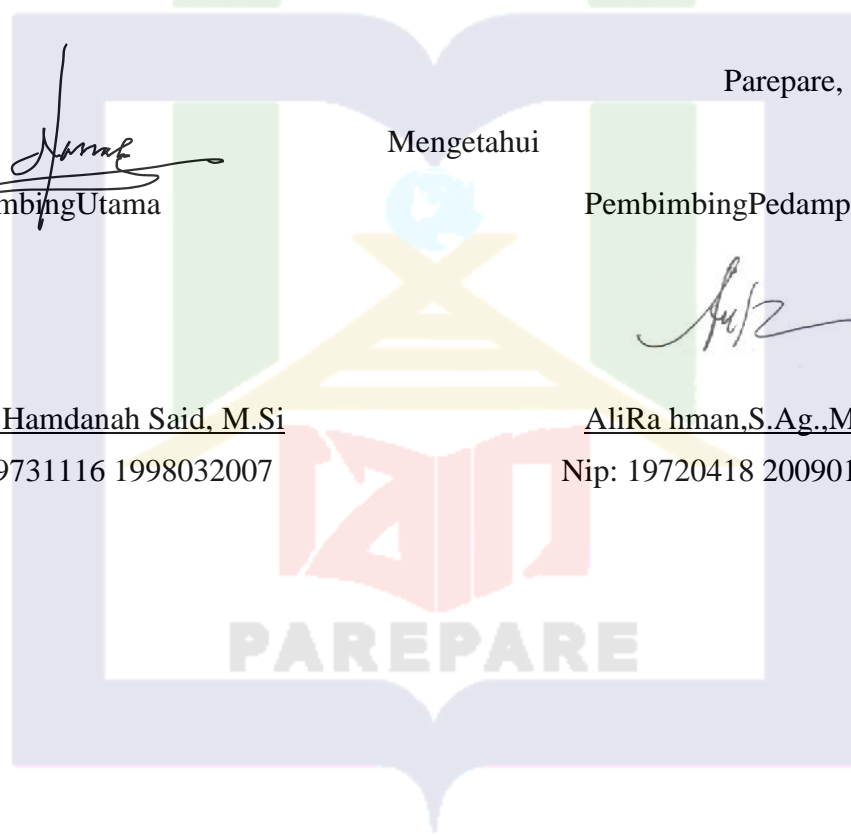 Parepare,
Mengetahui
mbingUtama
PembimbingPedamp
Hamdanah Said, M.Si
AliRa hman,S.Ag.,M
9731116 1998032007
Nip: 19720418 200901
PAREPARE